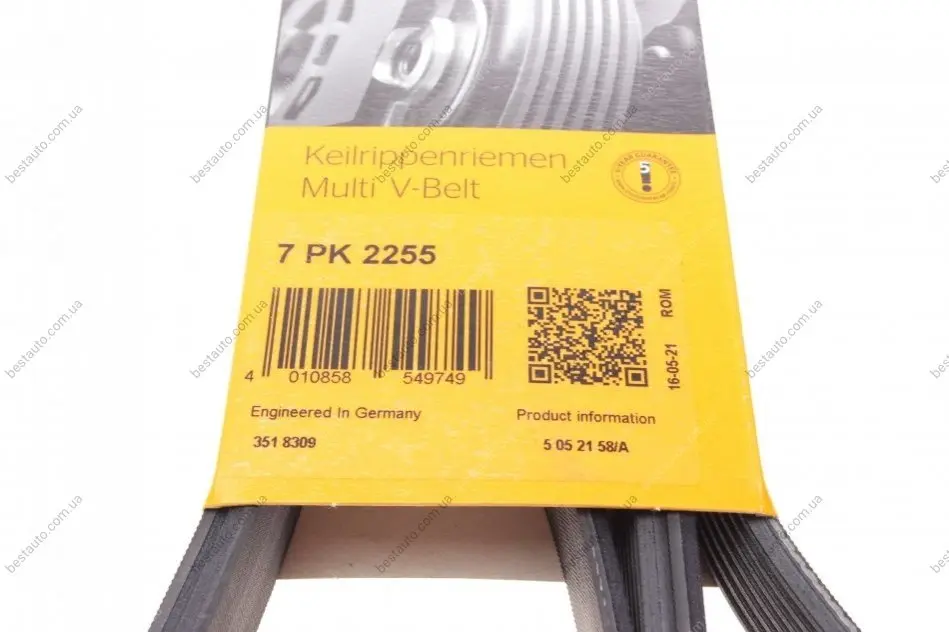 Keilrippenriemen
Multi V-Belt
7 PK 2255
4 010858 549749
16-05-21 ROM
Engineered In Germany
Product information
351 8309
5 05 21 58/A
bestauto.com.ua